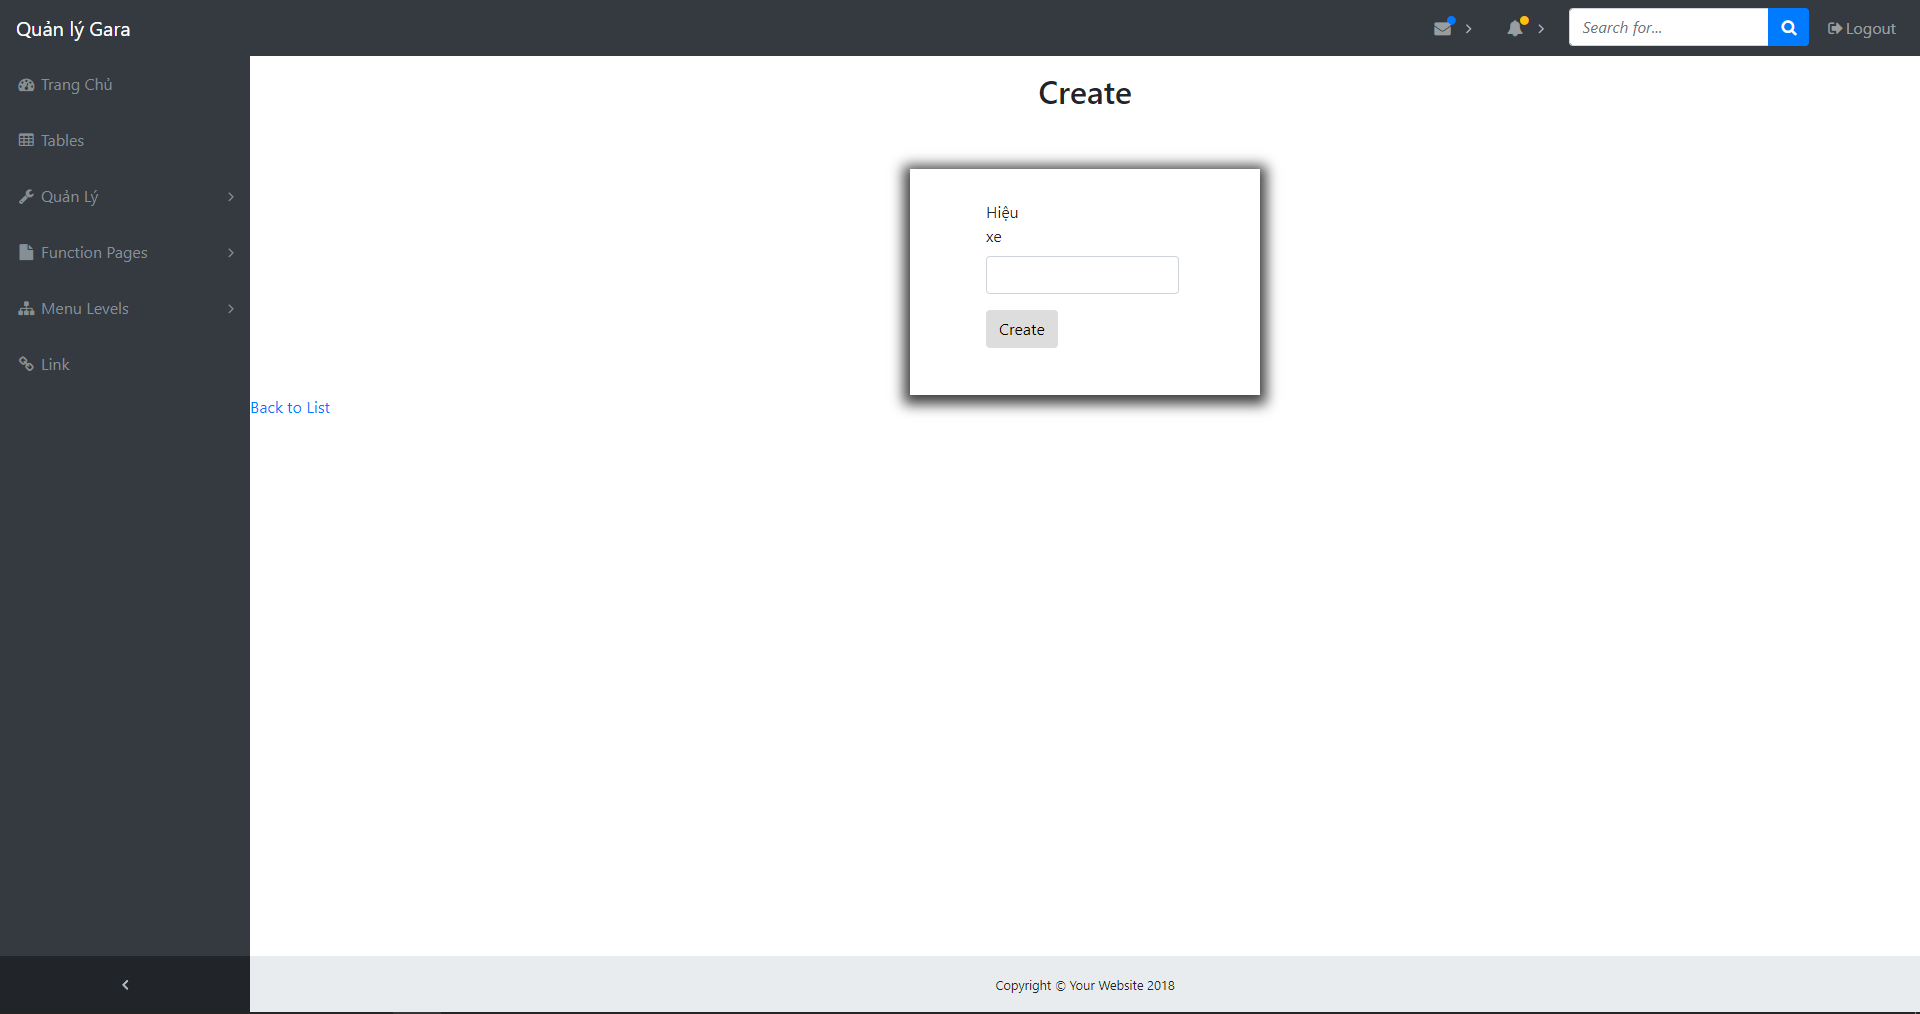 Quản lý Gara
Search for...
Logout
Trang Chủ
Tables
Quản Lý
Function Pages
Menu Levels
Link
Create
Hiệu
xe
Create
Back to List
Copyright © Your Website 2018